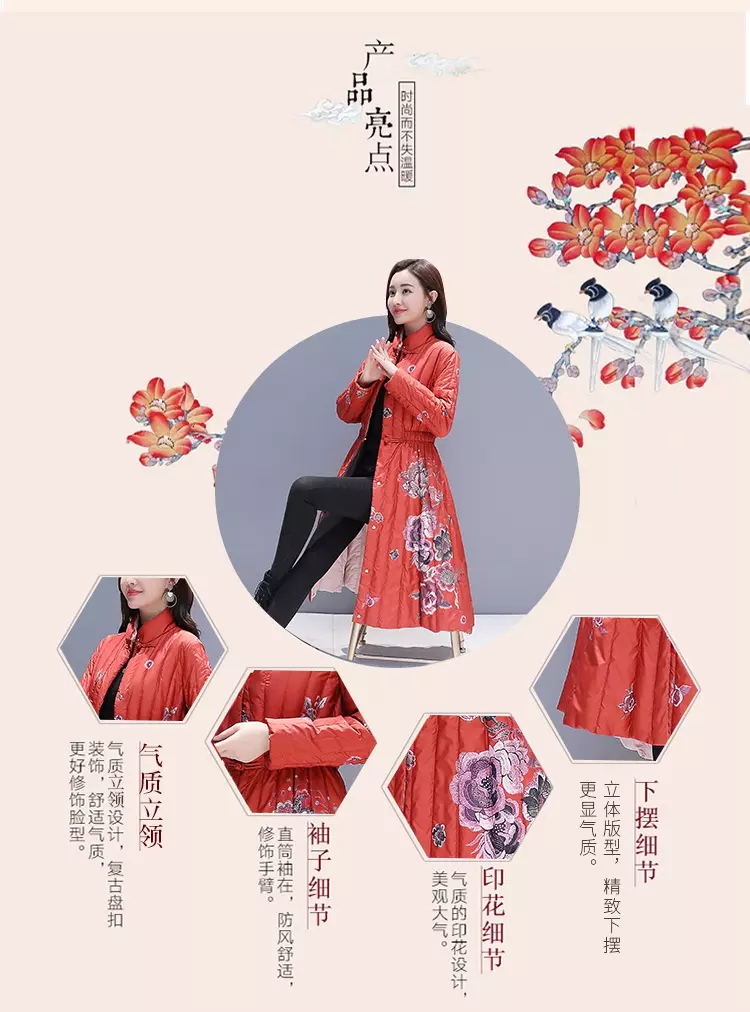 产品亮点
时尚而不失温暖
气质立领
气质立领设计，复古盘扣
装饰，舒适气质，
更好修饰脸型。
袖子细节
直筒袖在，防风舒适，
修饰手臂。
印花细节
气质的印花设计，
美观大气。
下摆细节
立体版型，精致下摆
更显气质。